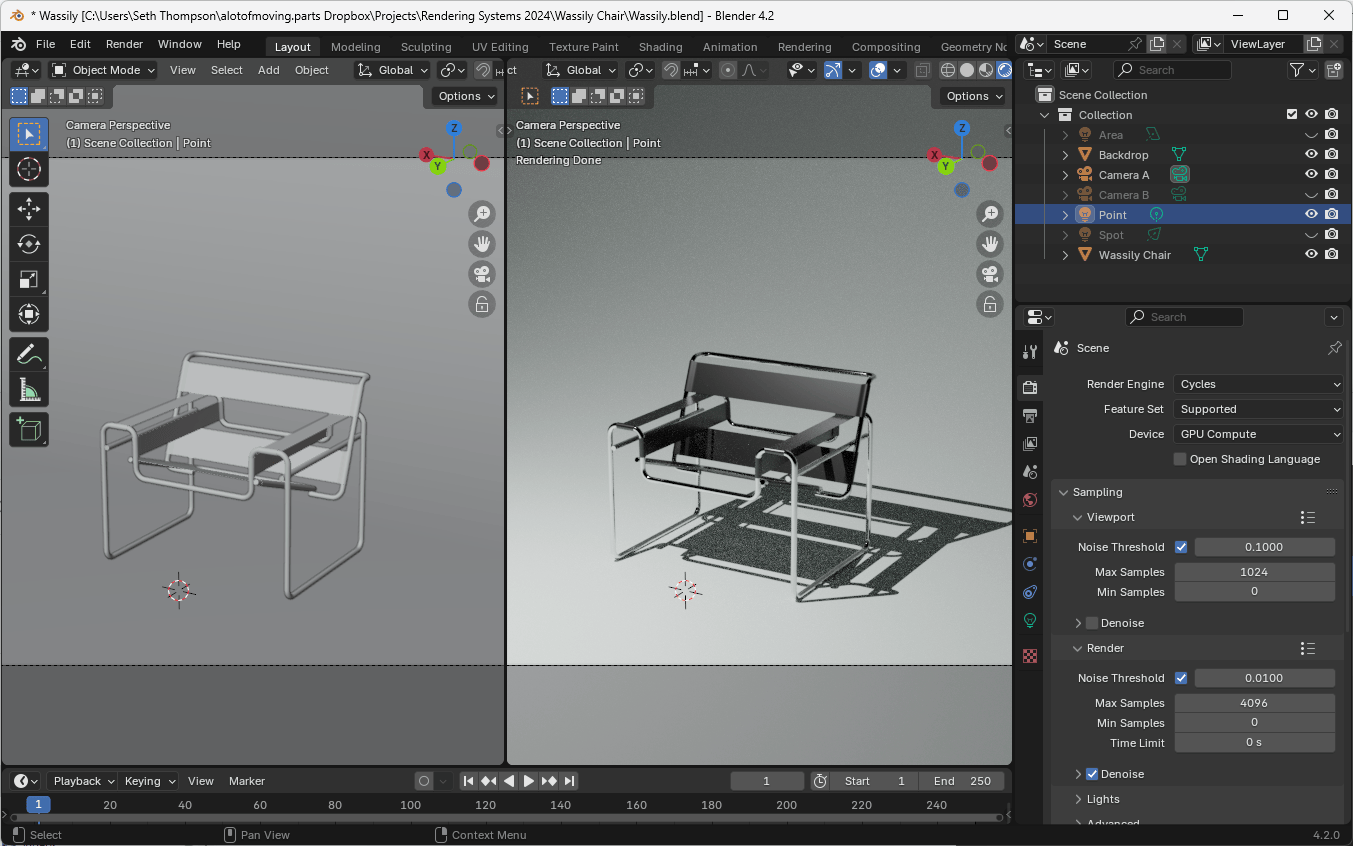 * Wassily [C:\Users\Seth Thompson\alotofmoving.parts Dropbox\Projects\Rendering Systems 2024\Wassily Chair\Wassily.blend] - Blender 4.2
File Edit Render Window Help Layout Modeling Sculpting UV Editing Texture Paint Shading Animation Rendering Compositing Geometry No Scene ViewLayer
Object Mode View Select Add Object Global ct Global Search
Options Options
Scene Collection
Collection
Camera Perspective
(1) Scene Collection | Point
Z
X
Y
Camera Perspective
(1) Scene Collection | Point
Rendering Done
Z
X
Y
Area
Backdrop
Camera A
Camera B
Point
Spot
Wassily Chair
Search
Scene
Render Engine Cycles
Feature Set Supported
Device GPU Compute
Open Shading Language
Sampling
Viewport
Noise Threshold 0.1000
Max Samples 1024
Min Samples 0
Denoise
Render
Noise Threshold 0.0100
Max Samples 4096
Min Samples 0
Time Limit 0 s
Denoise
Lights
Advanced
Playback Keying View Marker 1 Start 1 End 250
1 20 40 60 80 100 120 140 160 180 200 220 240
Select Pan View Context Menu 4.2.0